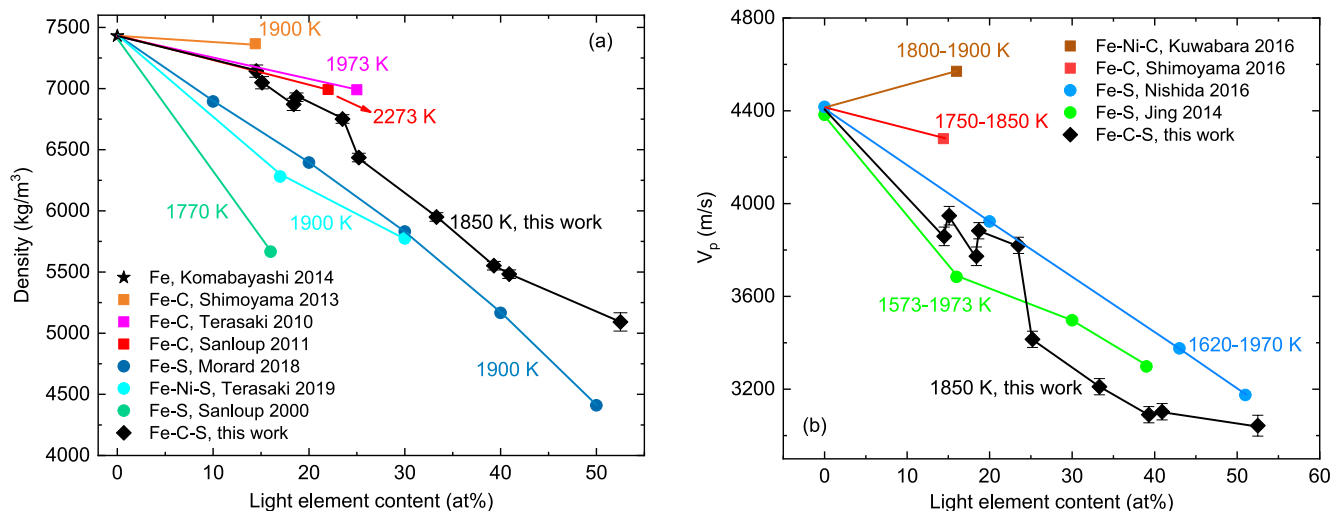 (a)
1900 K
1973 K
2273 K
1770 K
1900 K
1850 K, this work
1900 K
Fe, Komabayashi 2014
Fe-C, Shimoyama 2013
Fe-C, Terasaki 2010
Fe-C, Sanloup 2011
Fe-S, Morard 2018
Fe-Ni-S, Terasaki 2019
Fe-S, Sanloup 2000
Fe-C-S, this work
7500
7000
6500
6000
5500
5000
4500
4000
Density (kg/m³)
0 10 20 30 40 50
Light element content (at%)
1800-1900 K
Fe-Ni-C, Kuwabara 2016
Fe-C, Shimoyama 2016
Fe-S, Nishida 2016
Fe-S, Jing 2014
Fe-C-S, this work
1750-1850 K
1573-1973 K
1620-1970 K
1850 K, this work
(b)
4800
4400
4000
3600
3200
Vp (m/s)
0 10 20 30 40 50 60
Light element content (at%)